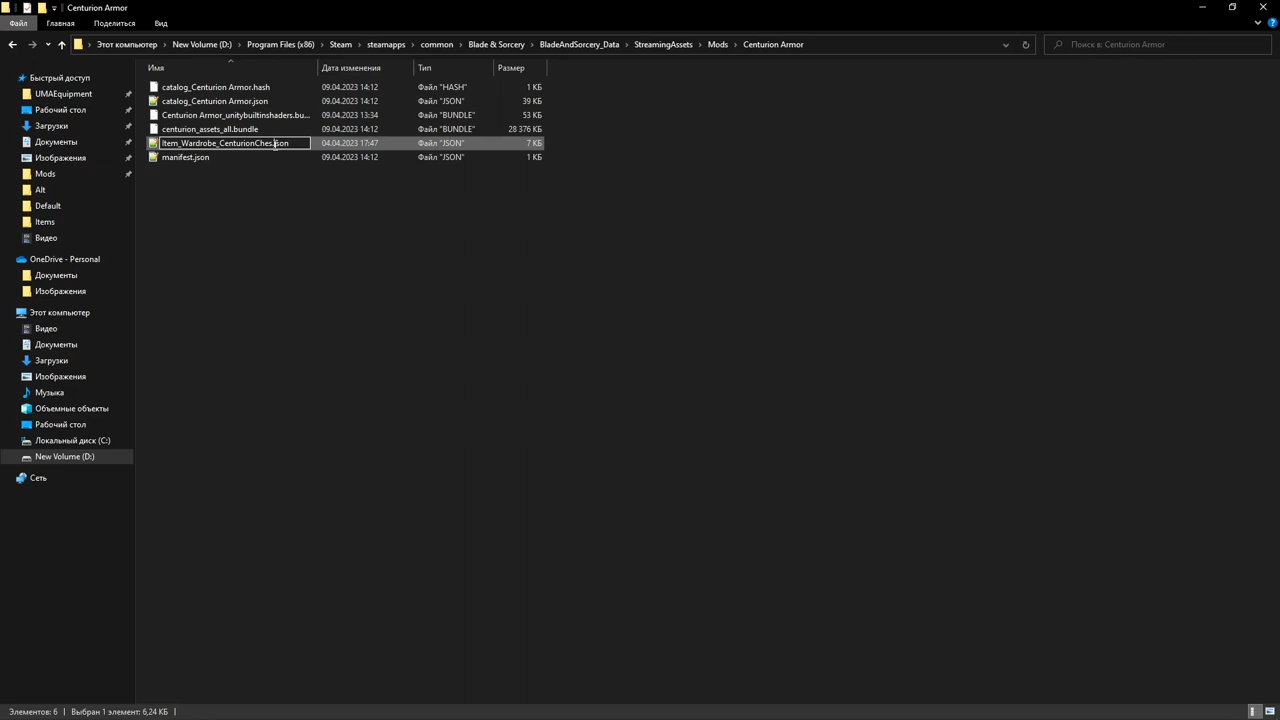 Centurion Armor
Файл Главная Поделиться Вид
Этот компьютер New Volume (D:) Program Files (x86) Steam steamapps common Blade & Sorcery BladeAndSorcery_Data StreamingAssets Mods Centurion Armor Поиск в: Centurion Armor
Имя Дата изменения Тип Размер
catalog_Centurion Armor.hash 09.04.2023 14:12 Файл "HASH" 1 КБ
catalog_Centurion Armor.json 09.04.2023 14:12 Файл "JSON" 39 КБ
Centurion Armor_unitybuiltinshaders.bu... 09.04.2023 13:34 Файл "BUNDLE" 53 КБ
centurion_assets_all.bundle 09.04.2023 14:12 Файл "BUNDLE" 28 376 КБ
Item_Wardrobe_CenturionChes.json 04.04.2023 17:47 Файл "JSON" 7 КБ
manifest.json 09.04.2023 14:12 Файл "JSON" 1 КБ
Быстрый доступ
UMAEquipment
Рабочий стол
Загрузки
Документы
Изображения
Mods
Alt
Default
Items
Видео
OneDrive - Personal
Документы
Изображения
Этот компьютер
Видео
Документы
Загрузки
Изображения
Музыка
Объемные объекты
Рабочий стол
Локальный диск (C:)
New Volume (D:)
Сеть
Элементов: 6 Выбран 1 элемент: 6,24 КБ